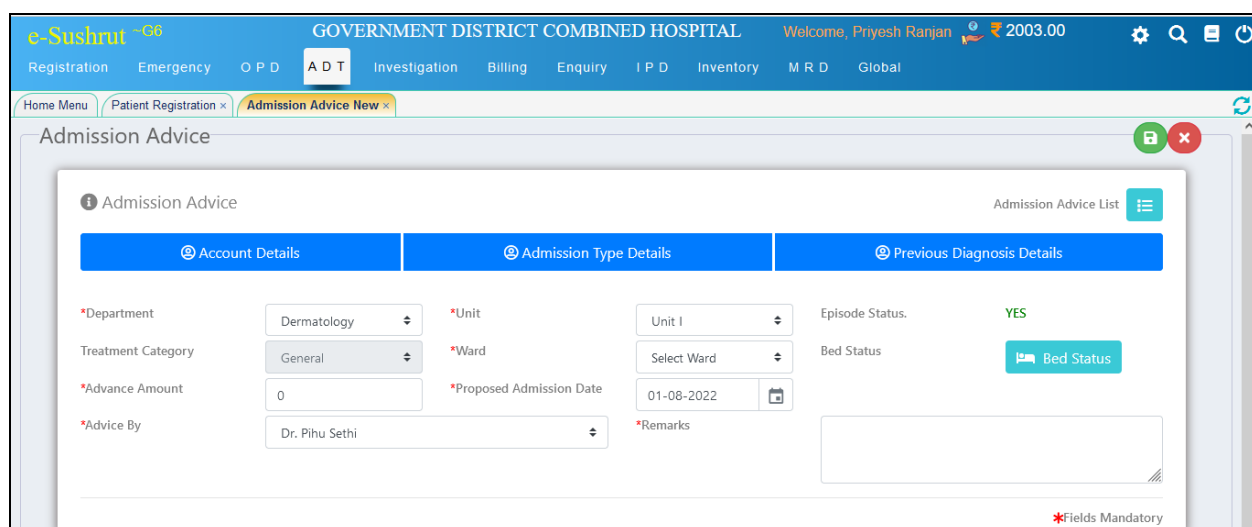 e-Sushrut ~G6 GOVERNMENT DISTRICT COMBINED HOSPITAL Welcome, Priyesh Ranjan ₹ 2003.00
Registration Emergency O P D A D T Investigation Billing Enquiry I P D Inventory M R D Global
Home Menu Patient Registration × Admission Advice New ×
Admission Advice
Admission Advice Admission Advice List
Account Details Admission Type Details Previous Diagnosis Details
*Department Dermatology *Unit Unit I Episode Status. YES
Treatment Category General *Ward Select Ward Bed Status Bed Status
*Advance Amount 0 *Proposed Admission Date 01-08-2022
*Advice By Dr. Pihu Sethi *Remarks
*Fields Mandatory